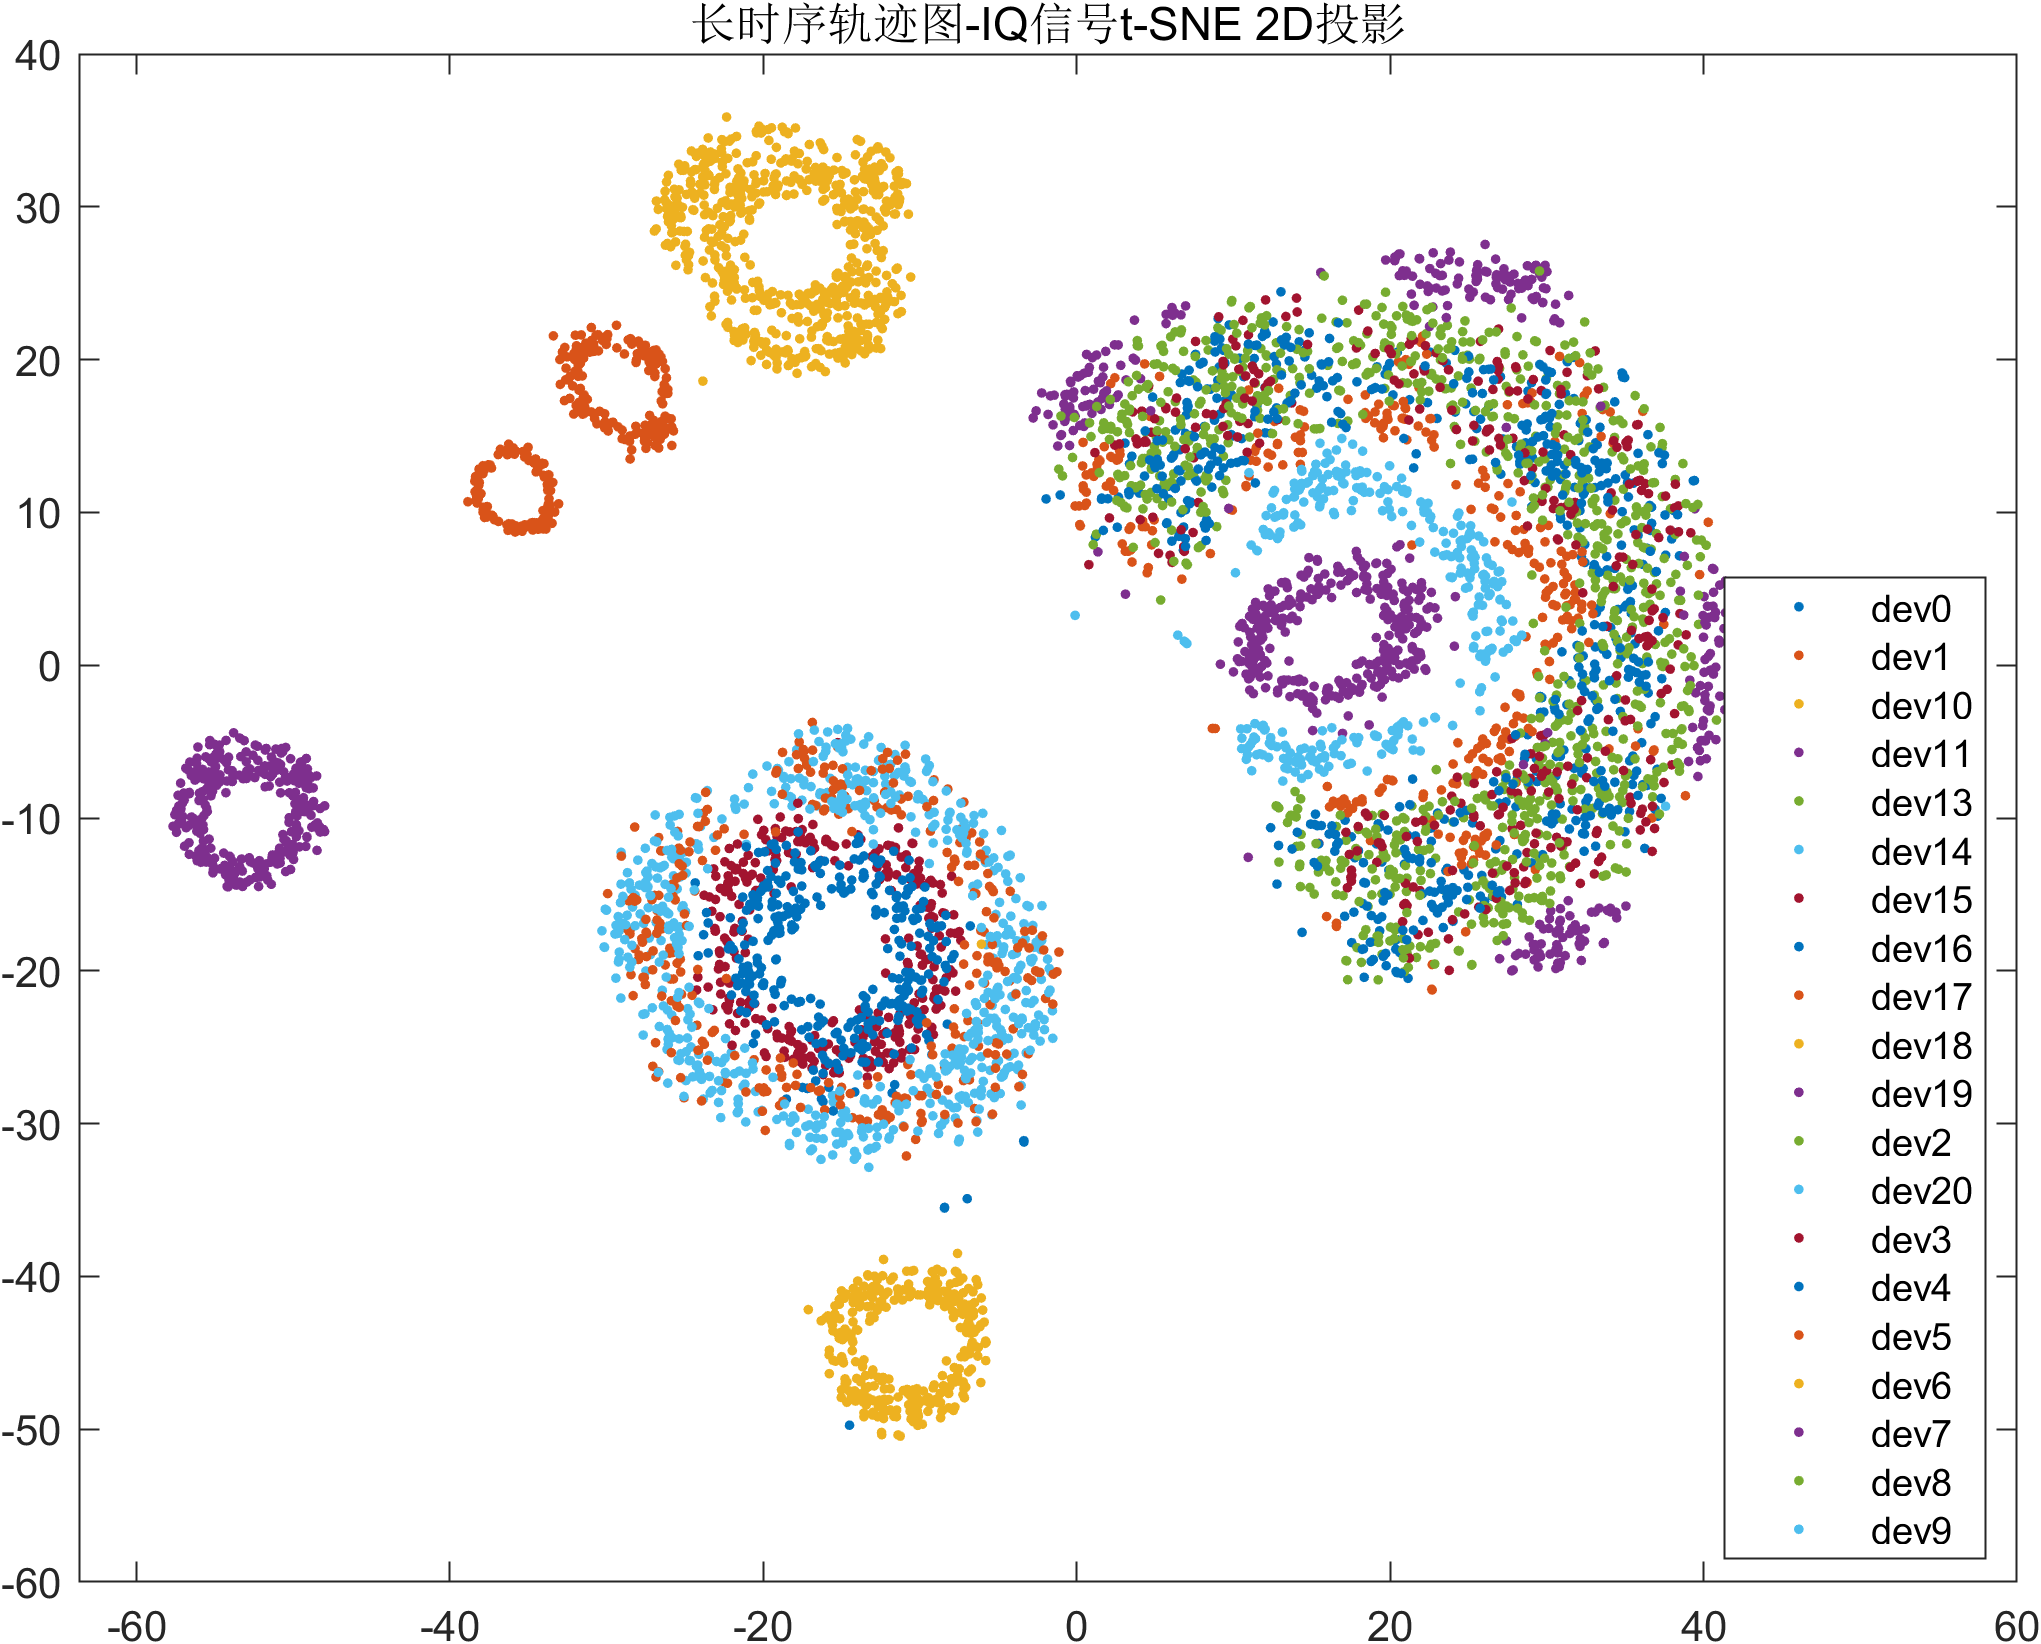 长时序轨迹图-IQ信号t-SNE 2D投影
40
30
20
10
0
-10
-20
-30
-40
-50
-60
-60
-40
-20
0
20
40
60
dev0
dev1
dev10
dev11
dev13
dev14
dev15
dev16
dev17
dev18
dev19
dev2
dev20
dev3
dev4
dev5
dev6
dev7
dev8
dev9